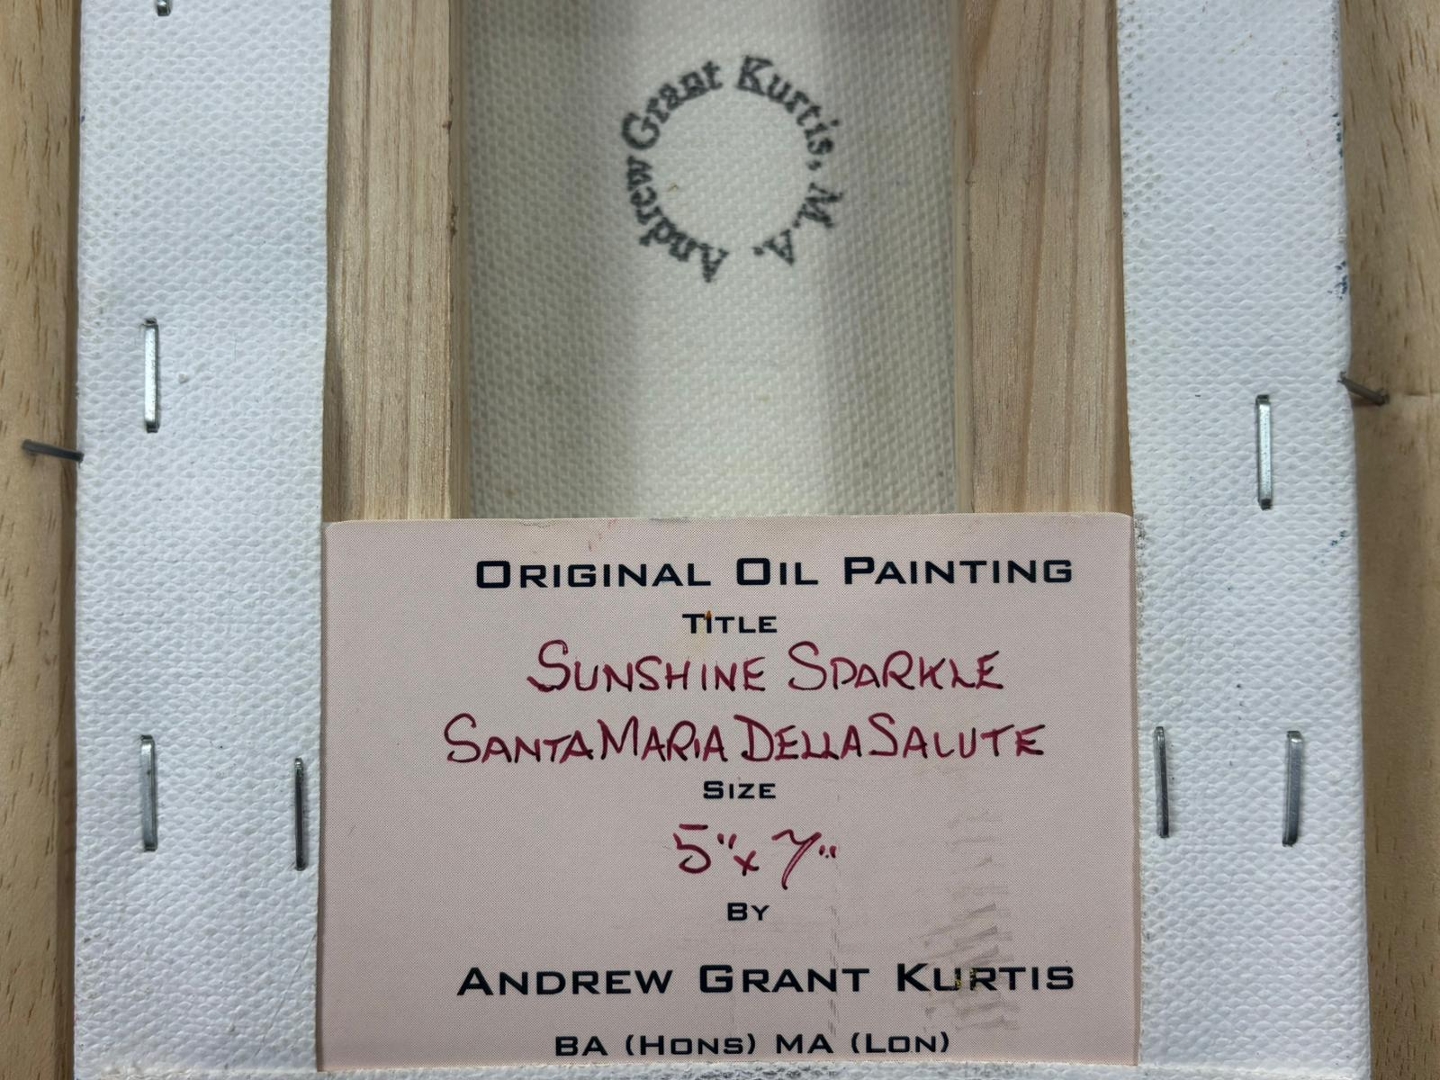 Andrew Grant Kurtis, M.A.
ORIGINAL OIL PAINTING
TITLE
SUNSHINE SPARKLE
SANTA MARIA DELLA SALUTE
SIZE
5" x 7"
BY
ANDREW GRANT KURTIS
BA (HONS) MA (LON)